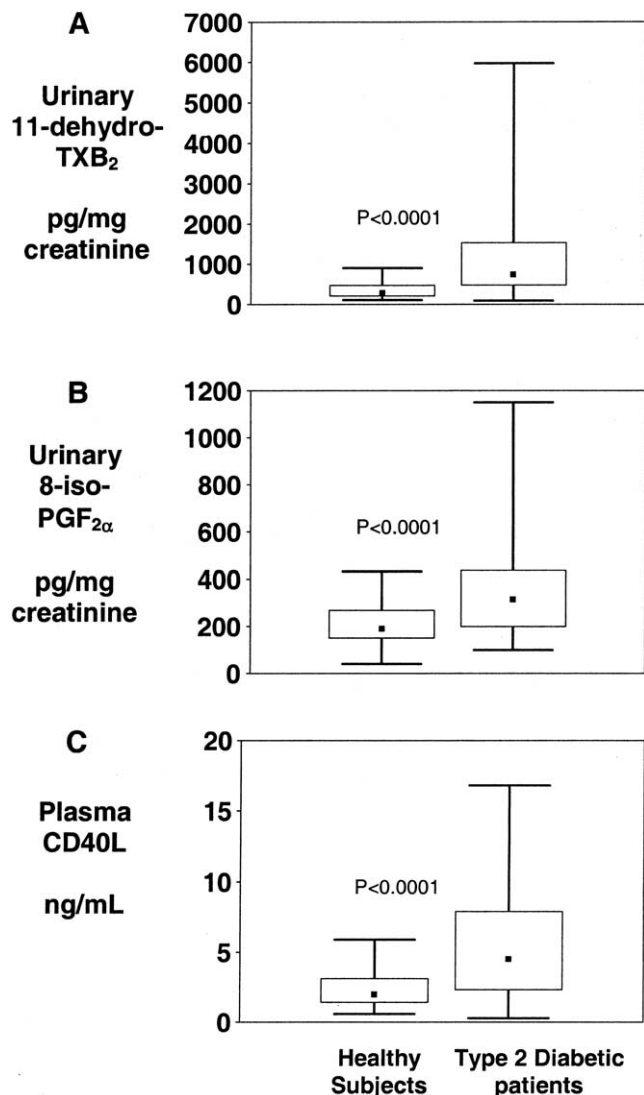 A
Urinary
11-dehydro-
TXB₂
pg/mg
creatinine
7000
6000
5000
4000
3000
2000
1000
0
P<0.0001
B
Urinary
8-iso-
PGF₂α
pg/mg
creatinine
1200
1000
800
600
400
200
0
P<0.0001
C
Plasma
CD40L
ng/mL
20
15
10
5
0
P<0.0001
Healthy
Subjects
Type 2 Diabetic
patients